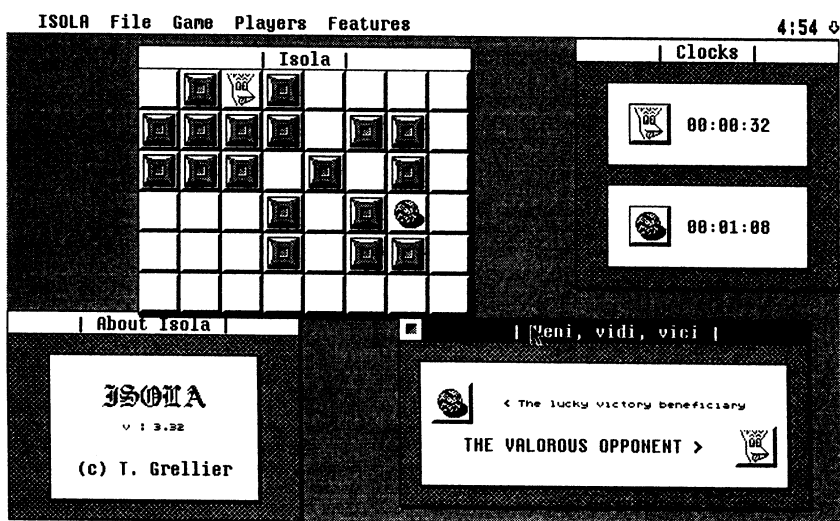 ISOLA File Game Players Features
4:54
| Isola |
| Clocks |
00:00:32
00:01:08
| About Isola |
ISOLA
v : 3.32
(c) T. Grellier
| Veni, vidi, vici |
< The lucky victory beneficiary
THE VALOROUS OPPONENT >